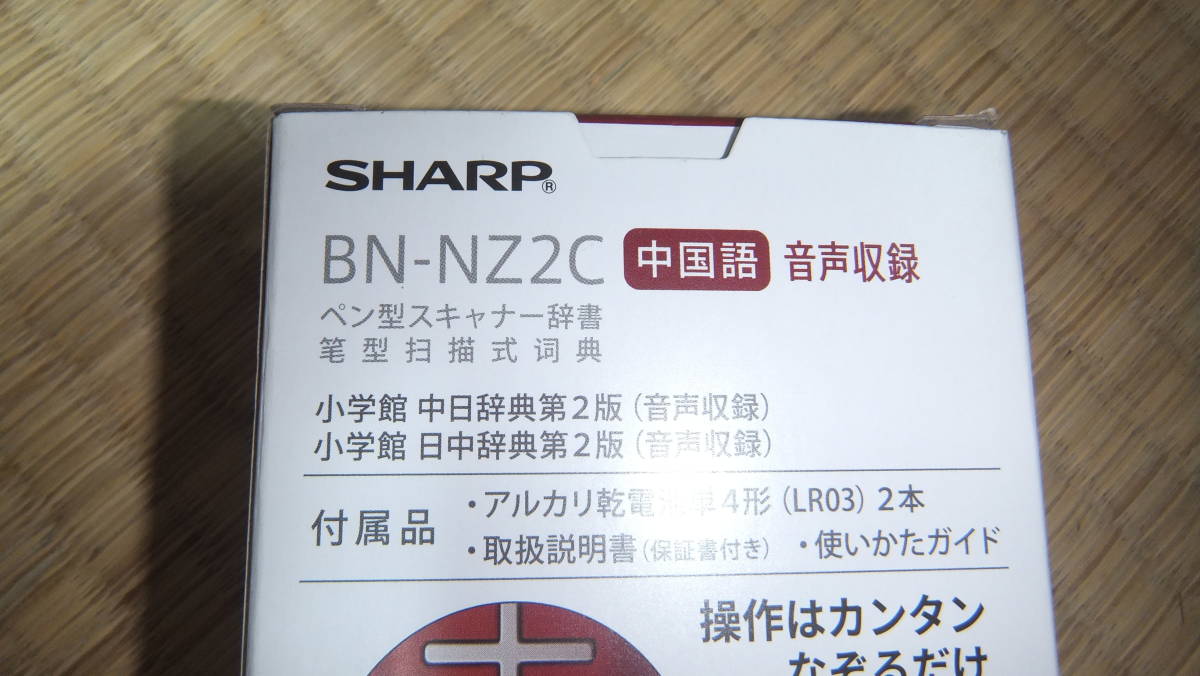 SHARP®
BN-NZ2C 中国語 音声収録
ペン型スキャナー辞書
笔型扫描式词典
小学館 中日辞典第2版(音声収録)
小学館 日中辞典第2版(音声収録)
付属品
・アルカリ乾電池単4形(LR03)2本
・取扱説明書(保証書付き) ・使いかたガイド
操作はカンタン
なぞるだけ